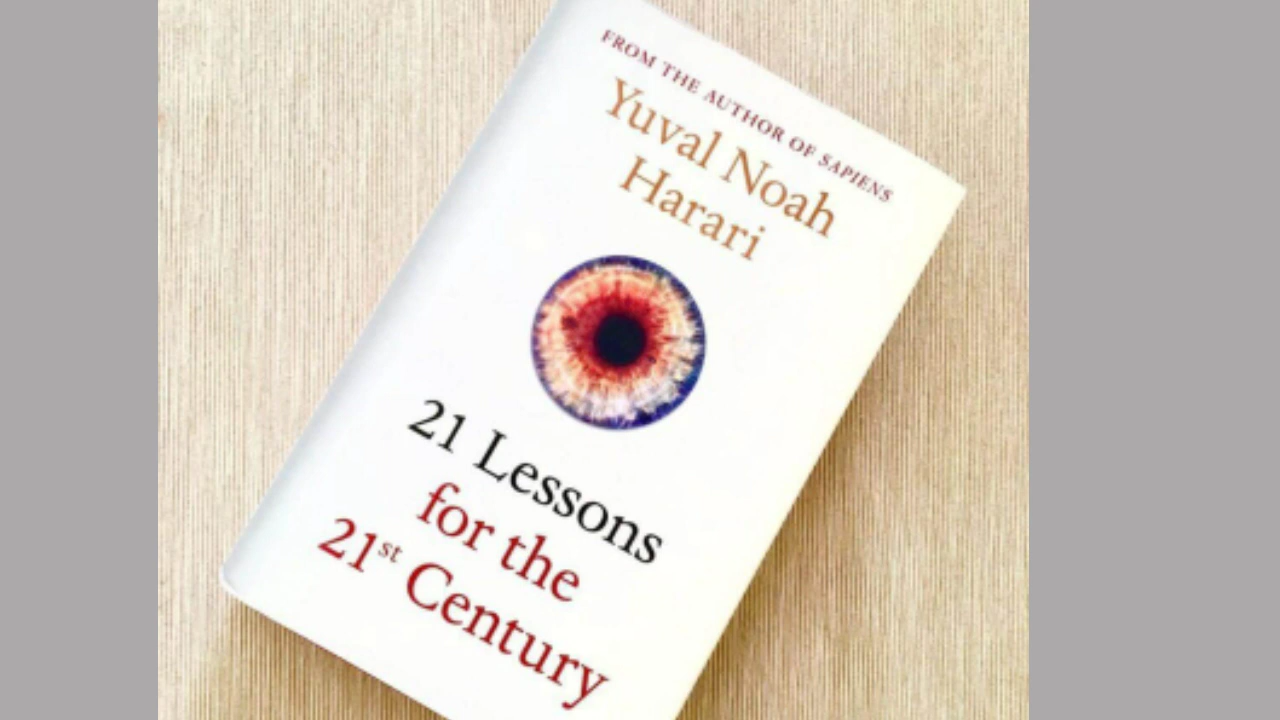 FROM THE AUTHOR OF SAPIENS
Yuval Noah
Harari
21 Lessons
for the
21st Century